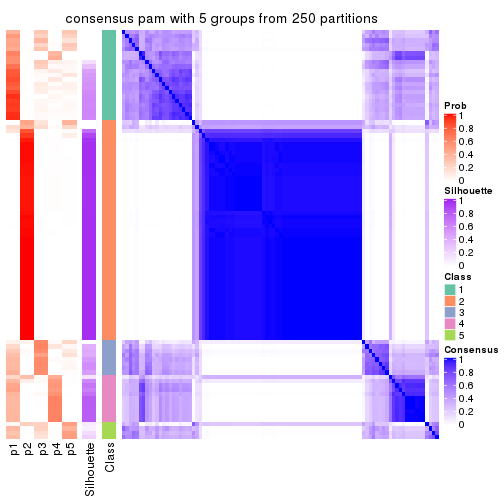 consensus pam with 5 groups from 250 partitions
Prob
1
0.8
0.6
0.4
0.2
0
Silhouette
1
0.8
0.6
0.4
0.2
0
Class
1
2
3
4
5
Consensus
1
0.8
0.6
0.4
0.2
0
p1
p2
p3
p4
p5
Silhouette
Class